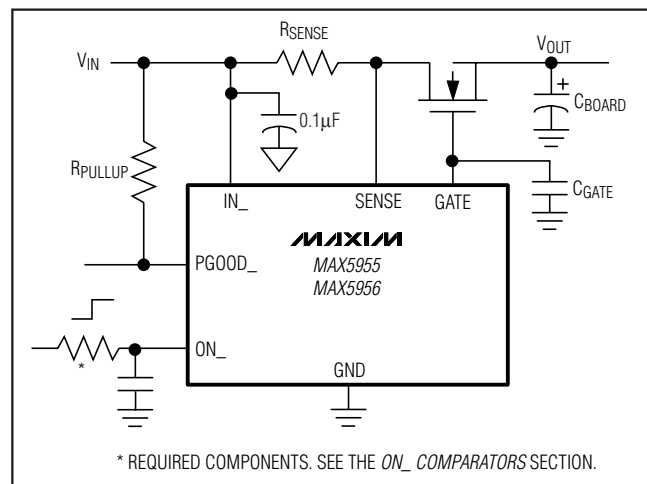 RSENSE
VIN
VOUT
+
CBOARD
0.1µF
RPULLUP
CGATE
IN_
SENSE
GATE
MAXIM
PGOOD_
MAX5955
MAX5956
ON_
*
GND
* REQUIRED COMPONENTS. SEE THE ON_ COMPARATORS SECTION.